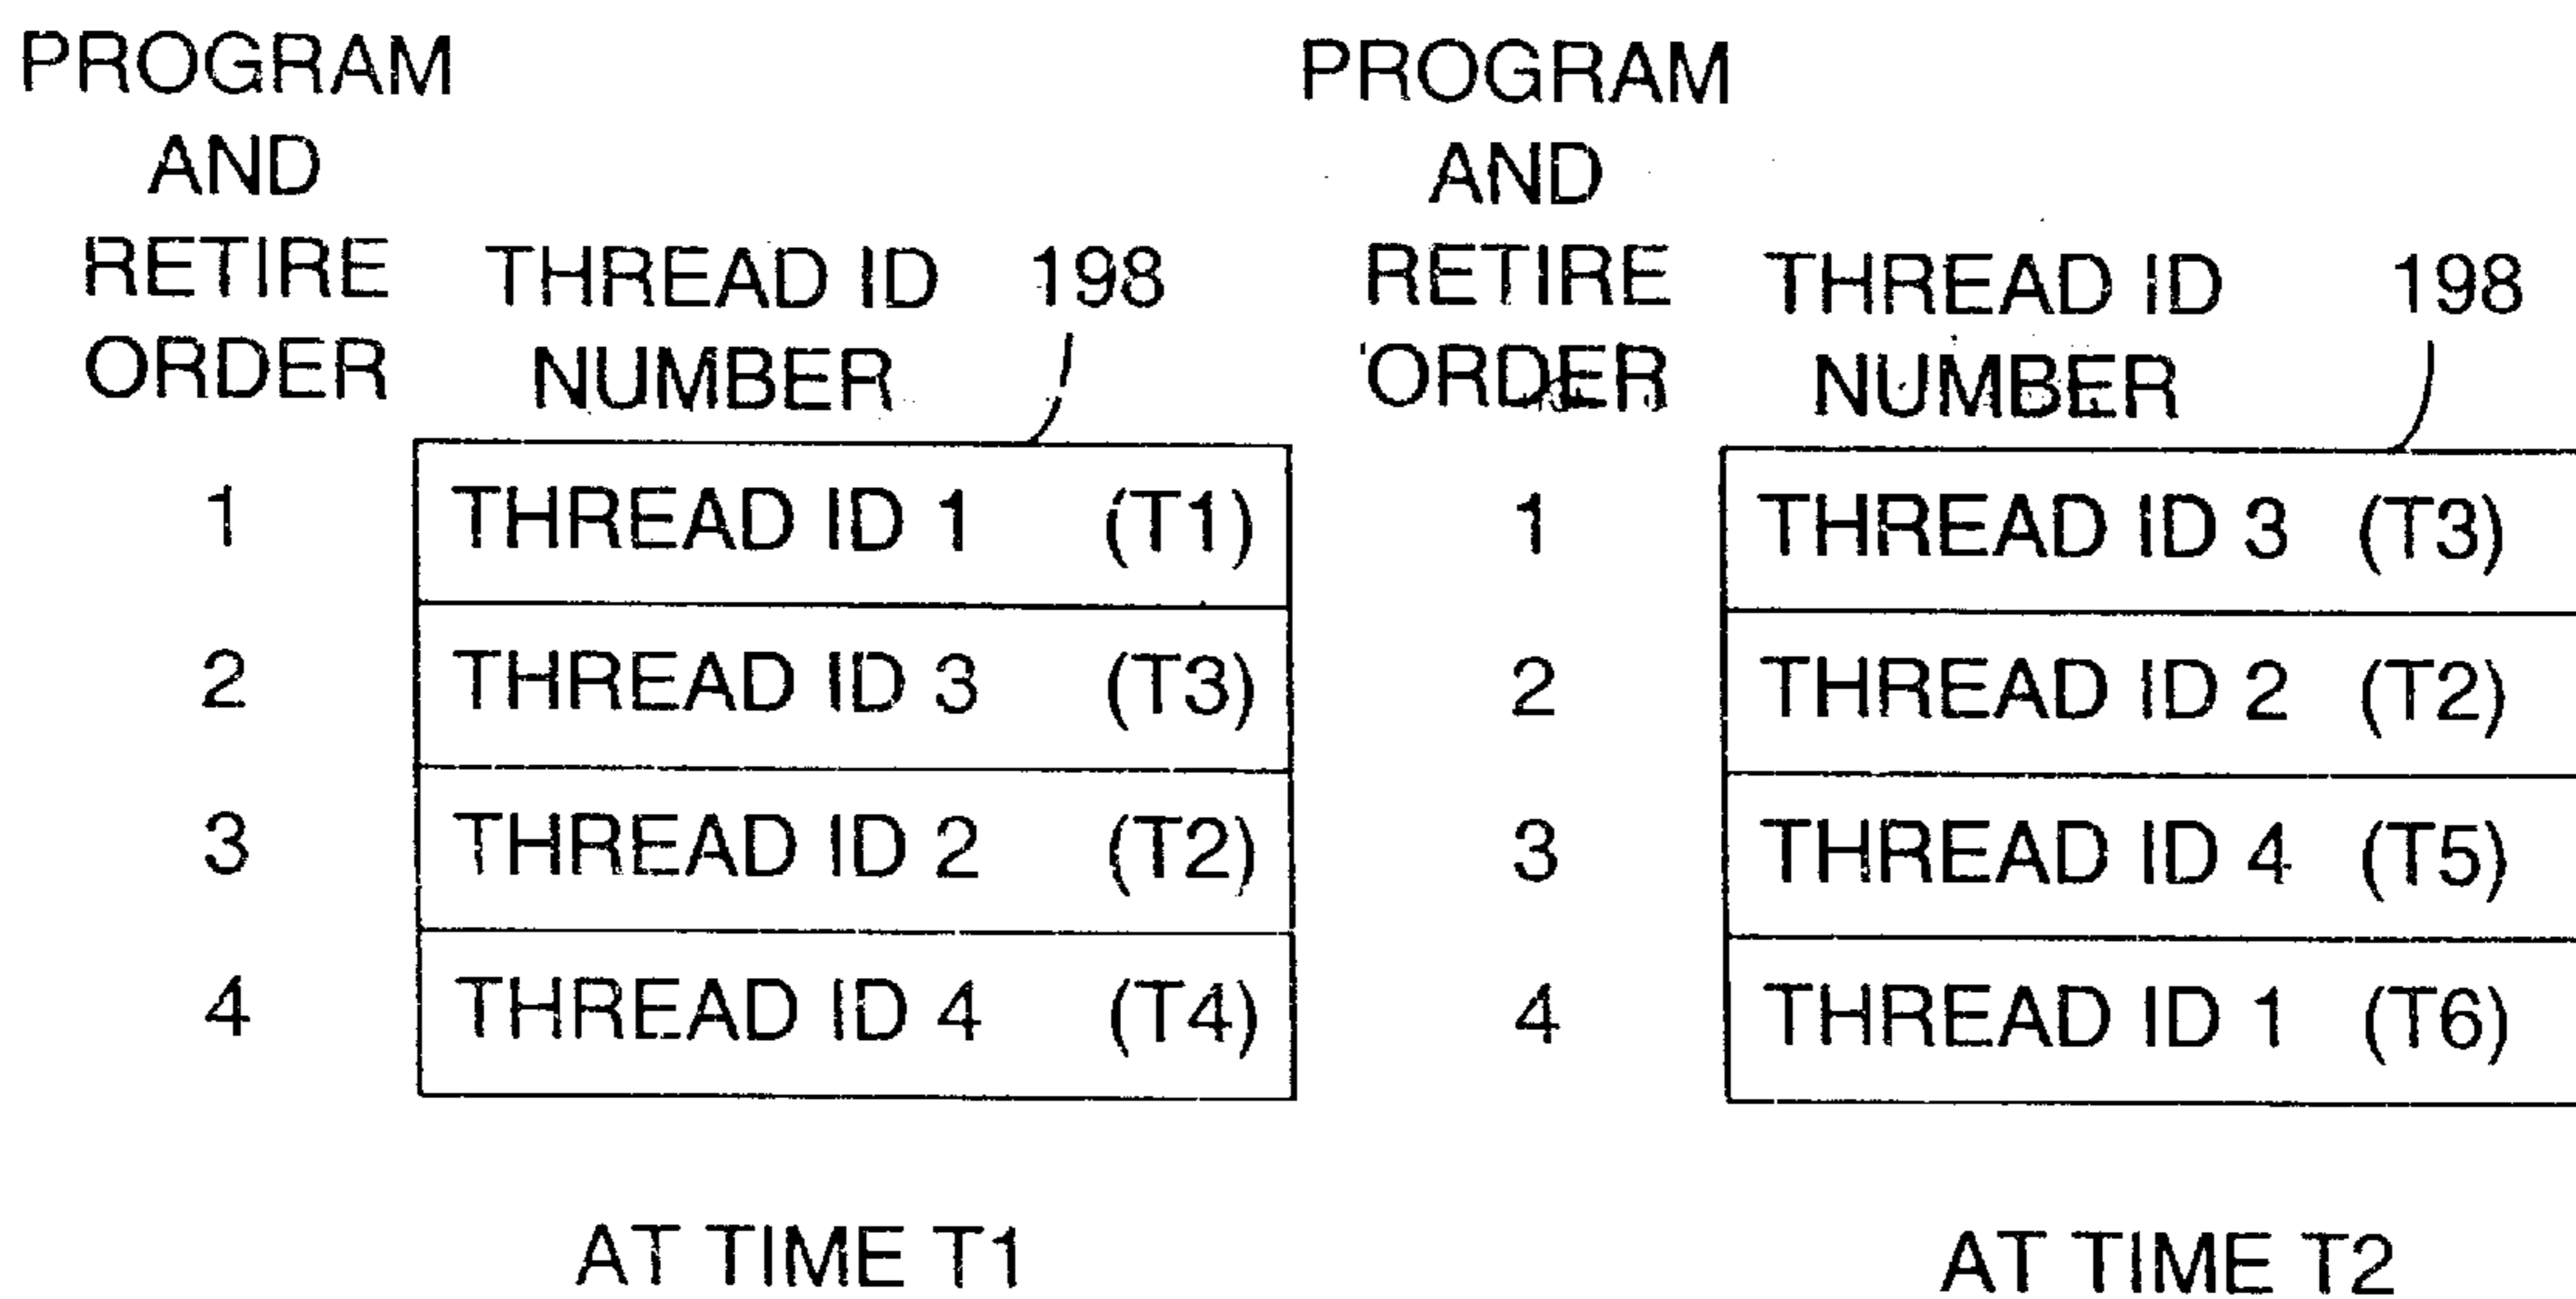 PROGRAM
AND
RETIRE
ORDER
THREAD ID
NUMBER
198
1 THREAD ID 1 (T1)
2 THREAD ID 3 (T3)
3 THREAD ID 2 (T2)
4 THREAD ID 4 (T4)
AT TIME T1
PROGRAM
AND
RETIRE
ORDER
THREAD ID
NUMBER
198
1 THREAD ID 3 (T3)
2 THREAD ID 2 (T2)
3 THREAD ID 4 (T5)
4 THREAD ID 1 (T6)
AT TIME T2